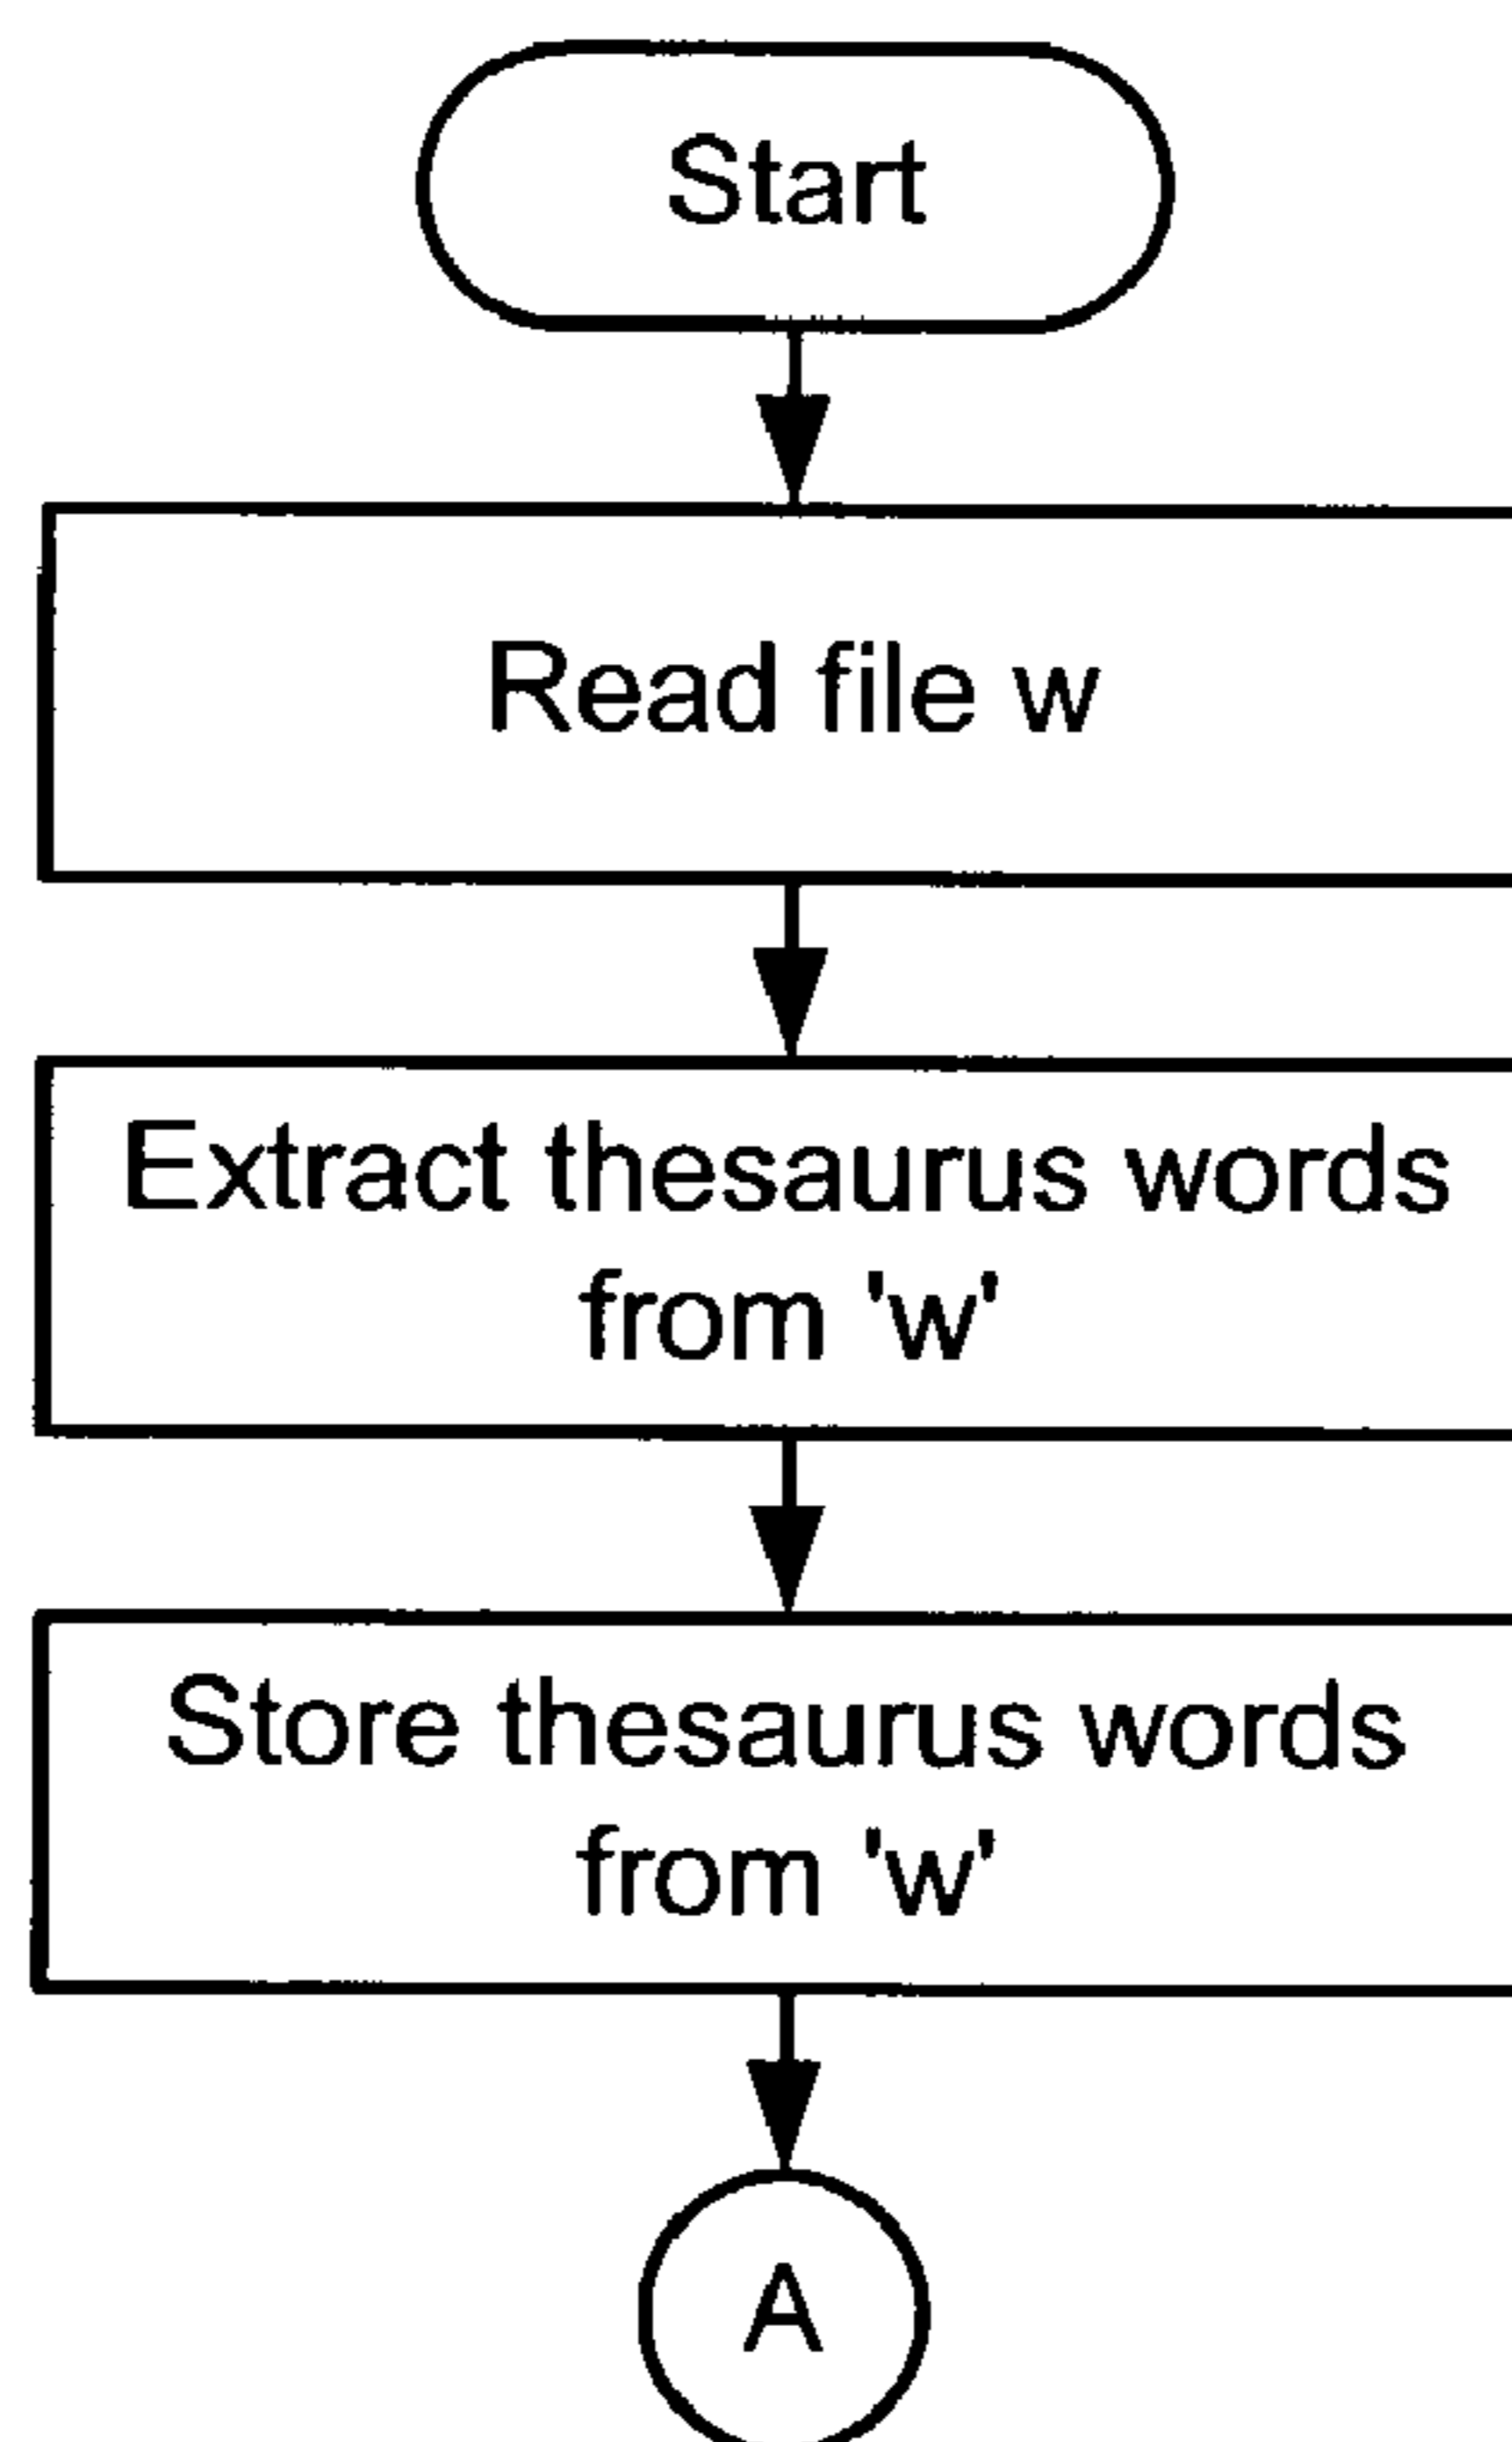 Start
Read file w
Extract thesaurus words
from 'w'
Store thesaurus words
from 'w'
A